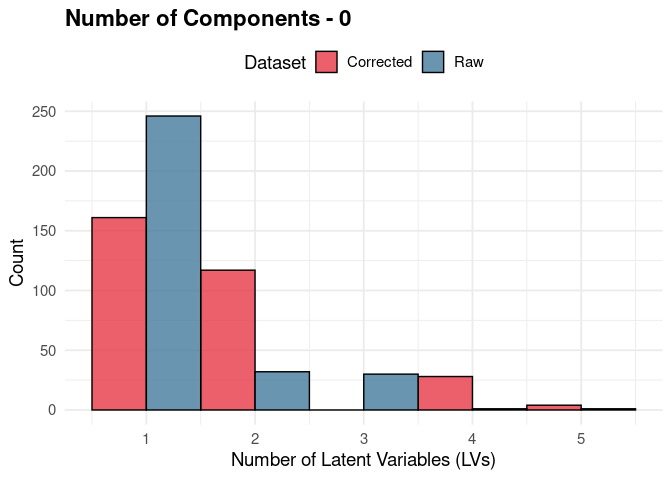 Number of Components - 0
Dataset Corrected Raw
250
200
150
100
50
0
Count
1 2 3 4 5
Number of Latent Variables (LVs)